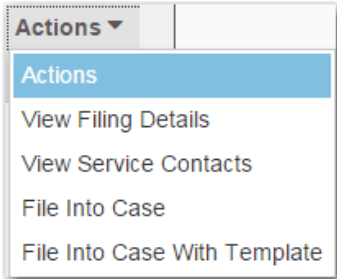 Actions ▼
Actions
View Filing Details
View Service Contacts
File Into Case
File Into Case With Template